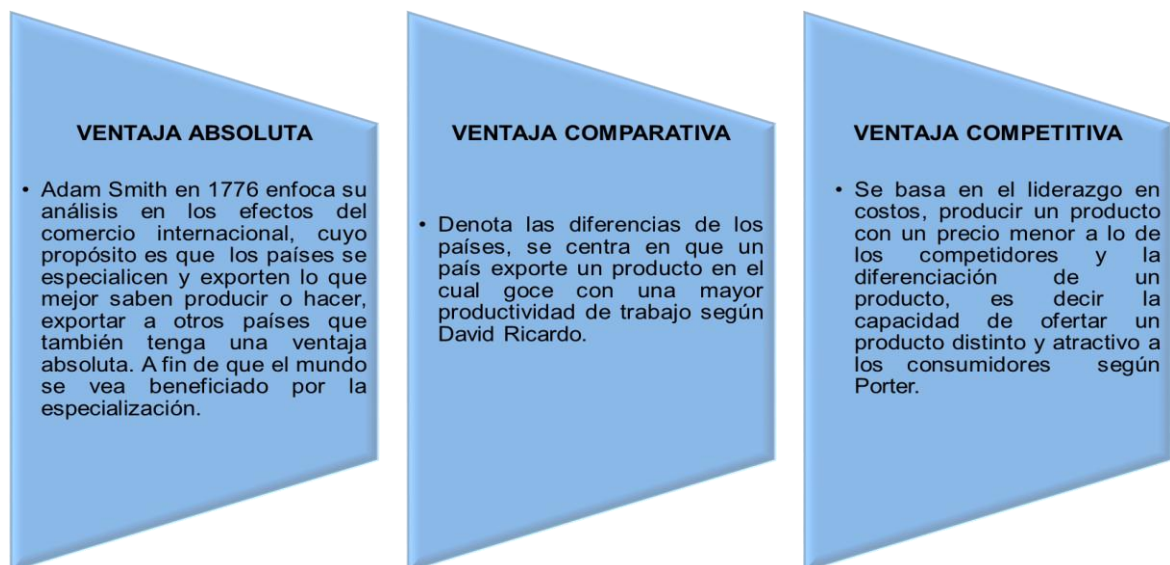 VENTAJA ABSOLUTA
• Adam Smith en 1776 enfoca su
análisis en los efectos del
comercio internacional, cuyo
propósito es que los países se
especialicen y exporten lo que
mejor saben producir o hacer,
exportar a otros países que
también tenga una ventaja
absoluta. A fin de que el mundo
se vea beneficiado por la
especialización.
VENTAJA COMPARATIVA
• Denota las diferencias de los
países, se centra en que un
país exporte un producto en el
cual goce con una mayor
productividad de trabajo según
David Ricardo.
VENTAJA COMPETITIVA
• Se basa en el liderazgo en
costos, producir un producto
con un precio menor a lo de
los competidores y la
diferenciación de un
producto, es decir la
capacidad de ofertar un
producto distinto y atractivo a
los consumidores según
Porter.